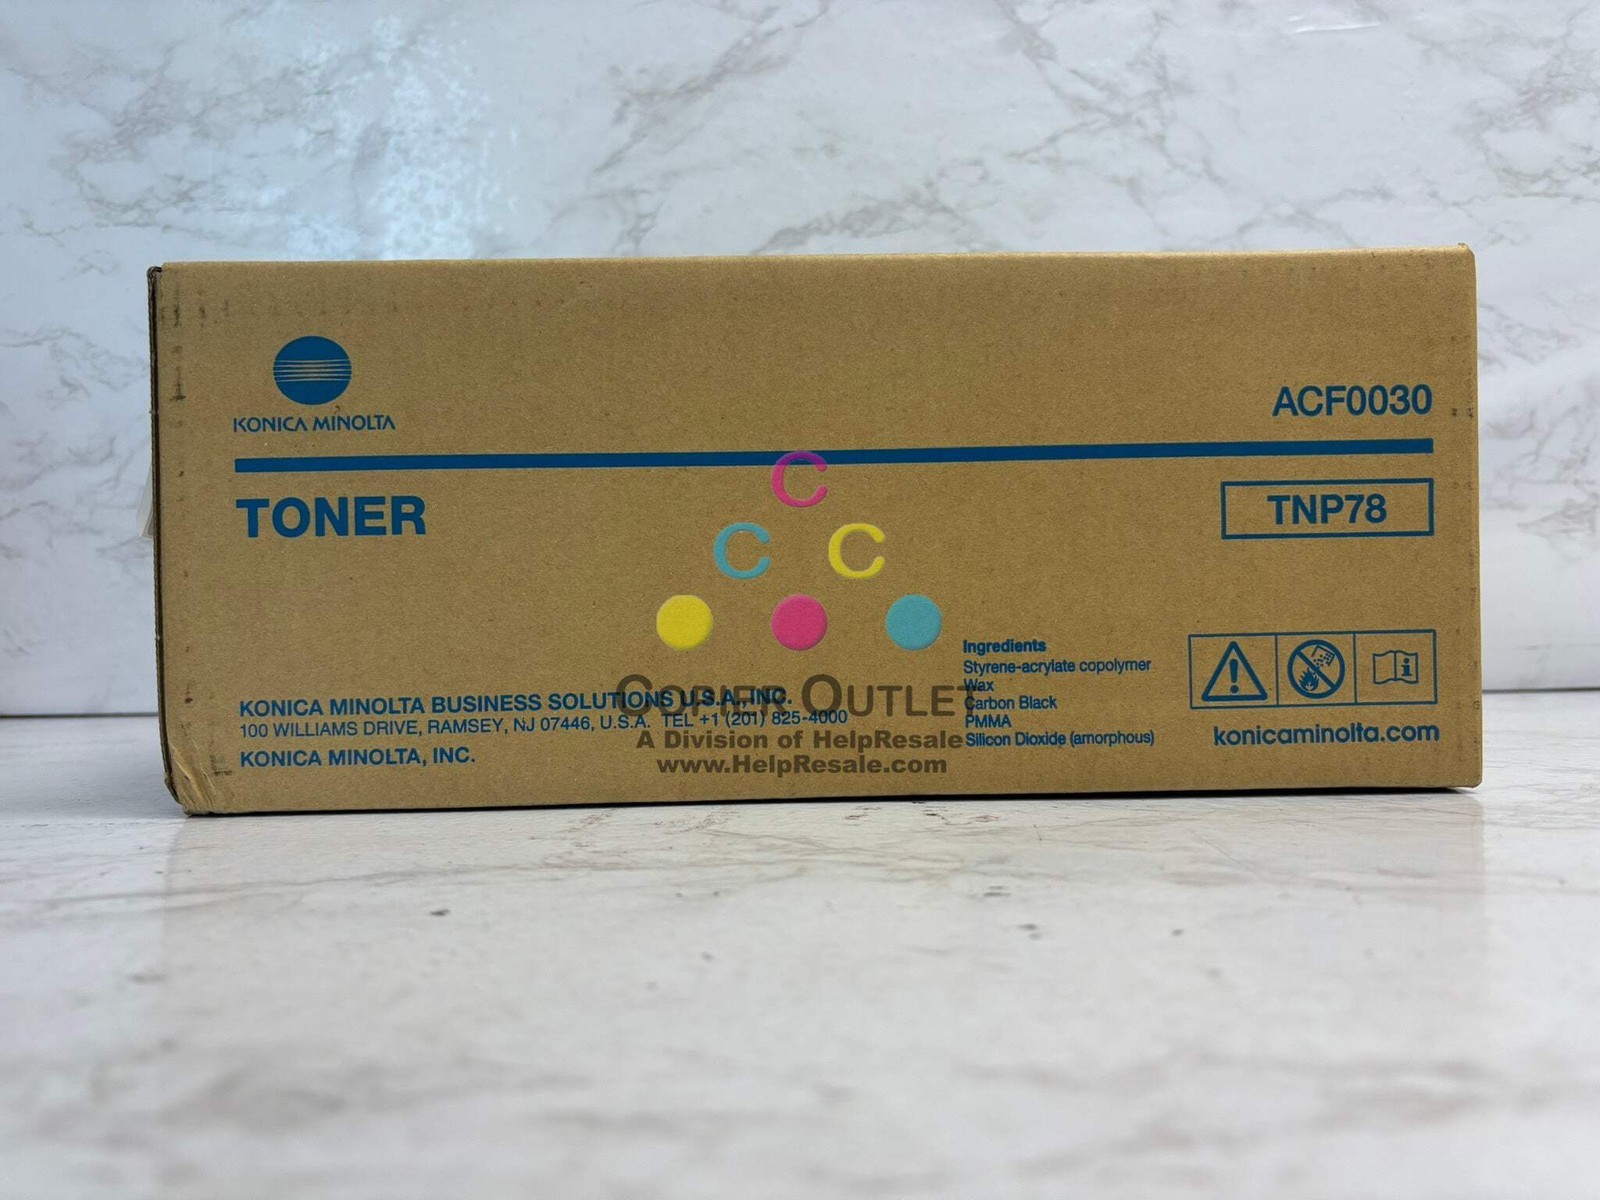 KONICA MINOLTA
ACF0030
TONER
TNP78
C
C C
Ingredients
Styrene-acrylate copolymer
Wax
Carbon Black
PMMA
Silicon Dioxide (amorphous)
KONICA MINOLTA BUSINESS SOLUTIONS U.S.A., INC.
100 WILLIAMS DRIVE, RAMSEY, NJ 07446, U.S.A. TEL +1 (201) 825-4000
KONICA MINOLTA, INC.
COPIER OUTLET
A Division of HelpResale
www.HelpResale.com
konicaminolta.com